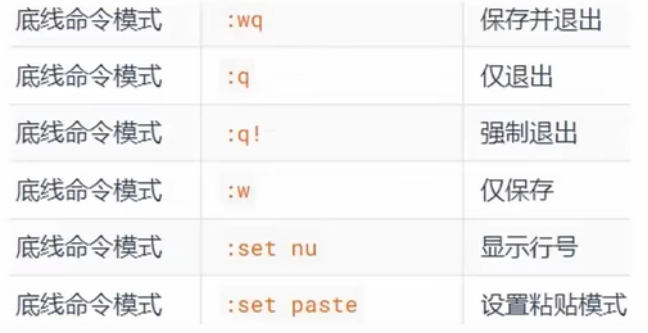 底线命令模式 :wq 保存并退出
底线命令模式 :q 仅退出
底线命令模式 :q! 强制退出
底线命令模式 :w 仅保存
底线命令模式 :set nu 显示行号
底线命令模式 :set paste 设置粘贴模式